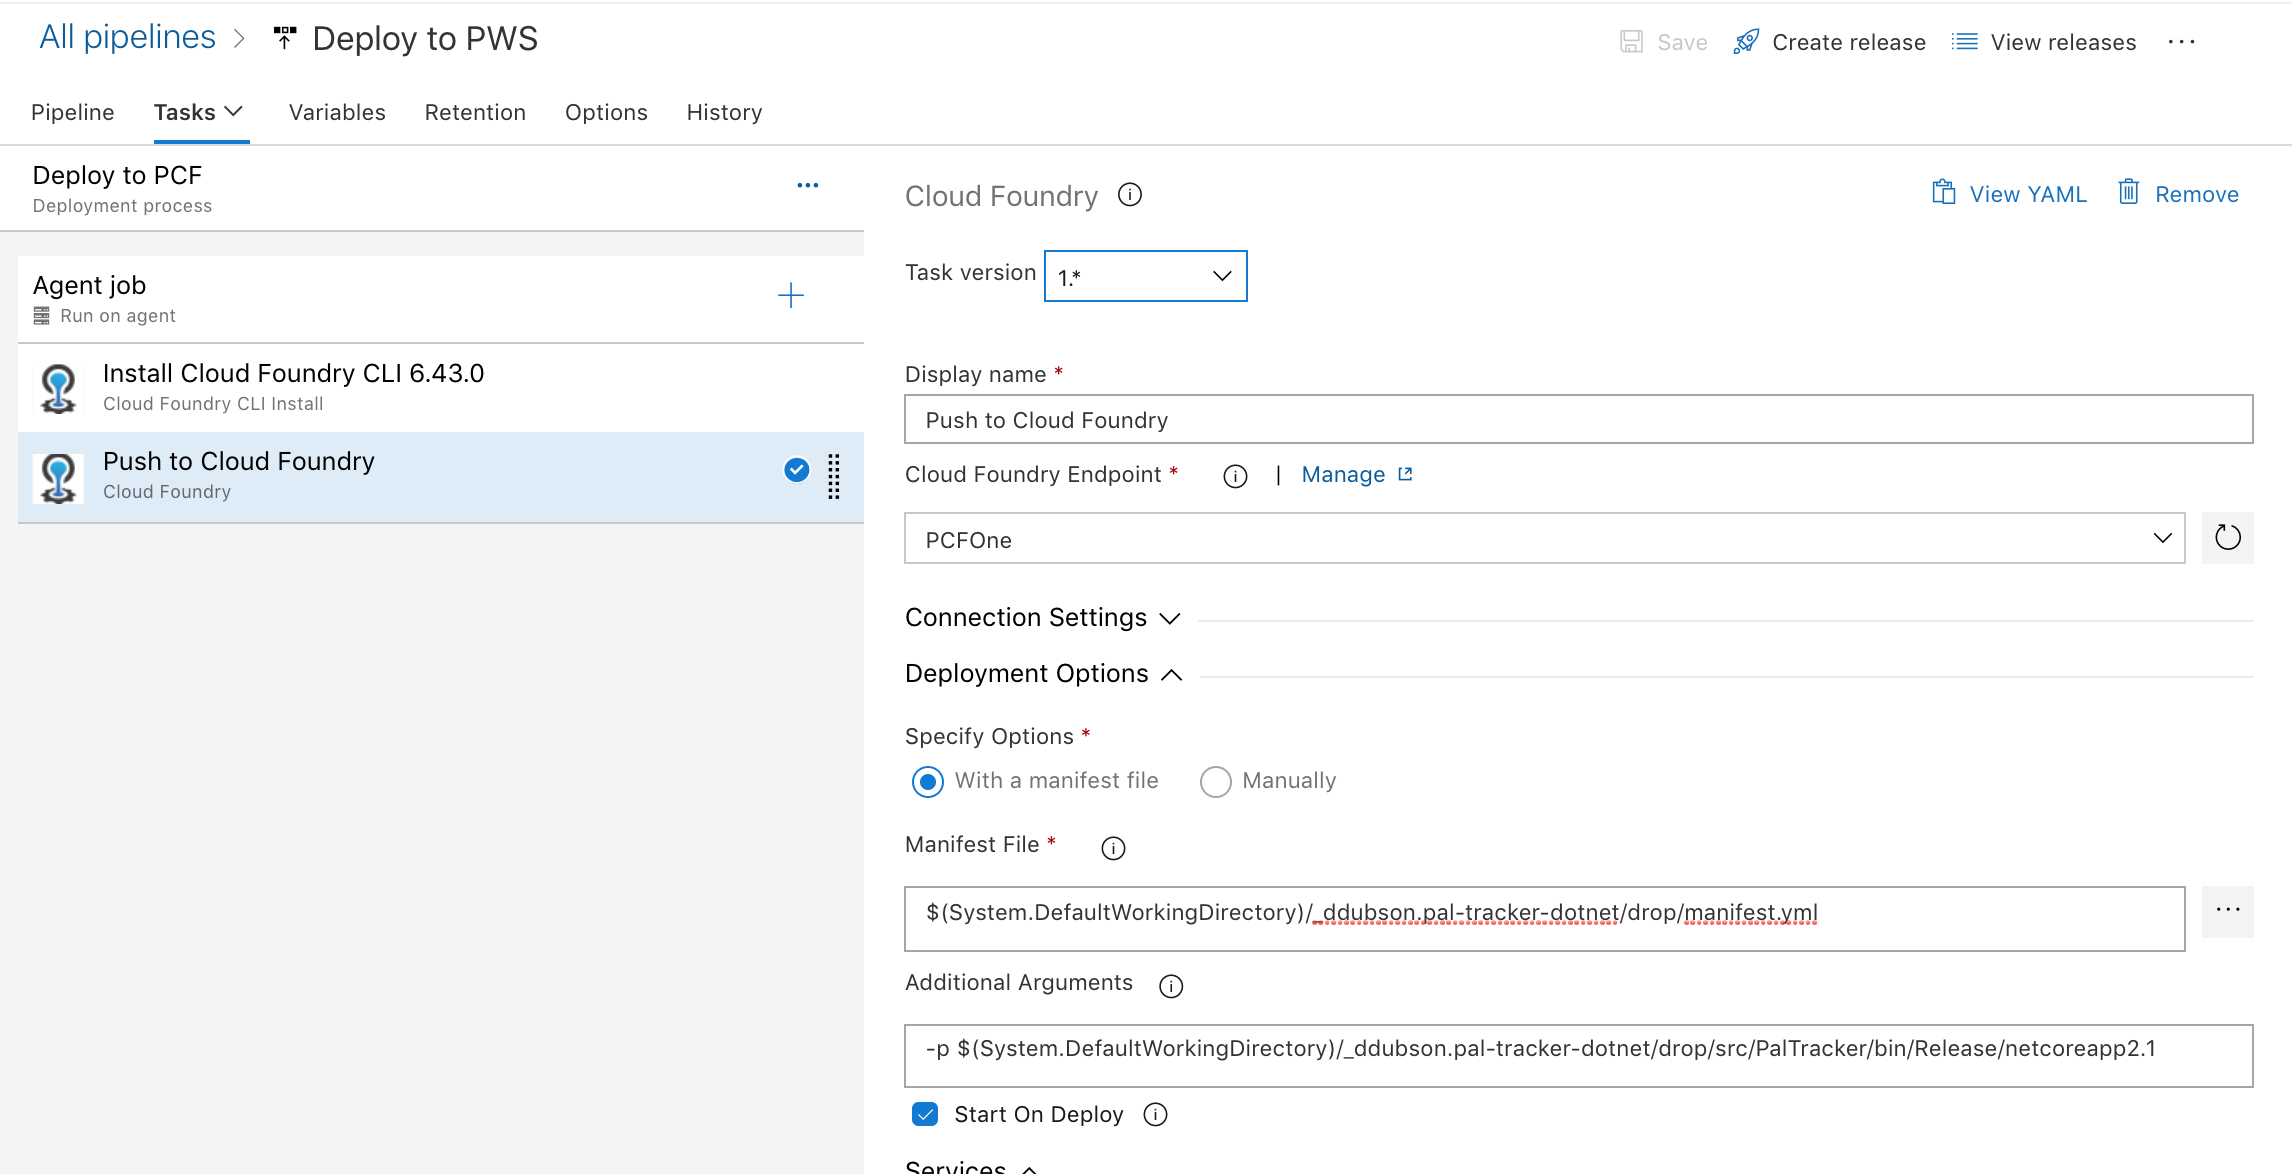 All pipelines > Deploy to PWS
Save Create release View releases ...
Pipeline Tasks Variables Retention Options History
Deploy to PCF
Deployment process
...
Agent job
Run on agent
Install Cloud Foundry CLI 6.43.0
Cloud Foundry CLI Install
Push to Cloud Foundry
Cloud Foundry
Cloud Foundry
View YAML Remove
Task version 1.*
Display name *
Push to Cloud Foundry
Cloud Foundry Endpoint * | Manage
PCFOne
Connection Settings
Deployment Options
Specify Options *
With a manifest file Manually
Manifest File *
$(System.DefaultWorkingDirectory)/_ddubson.pal-tracker-dotnet/drop/manifest.yml
...
Additional Arguments
-p $(System.DefaultWorkingDirectory)/_ddubson.pal-tracker-dotnet/drop/src/PalTracker/bin/Release/netcoreapp2.1
Start On Deploy
Services